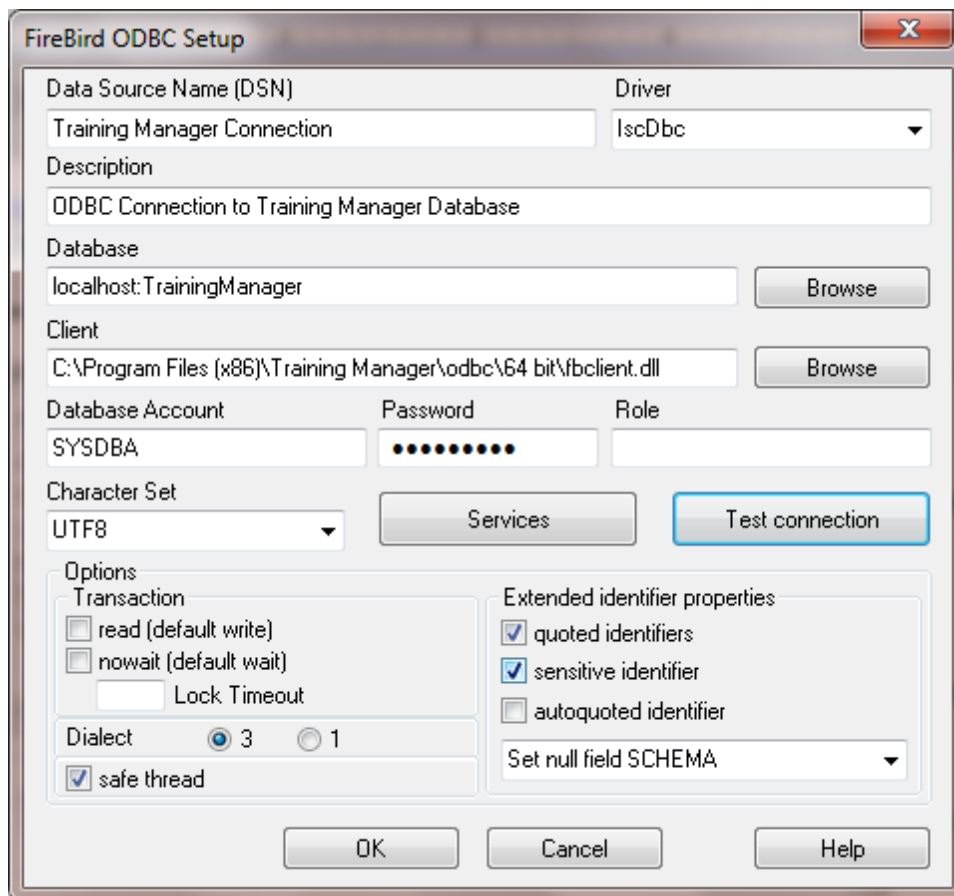 FireBird ODBC Setup
Data Source Name (DSN) Driver
Training Manager Connection IscDbc
Description
ODBC Connection to Training Manager Database
Database
localhost:TrainingManager Browse
Client
C:\Program Files (x86)\Training Manager\odbc\64 bit\fbclient.dll Browse
Database Account Password Role
SYSDBA •••••••••
Character Set
UTF8 Services Test connection
Options
Transaction Extended identifier properties
read (default write) quoted identifiers
nowait (default wait) sensitive identifier
Lock Timeout autoquoted identifier
Dialect 3 1 Set null field SCHEMA
safe thread
OK Cancel Help